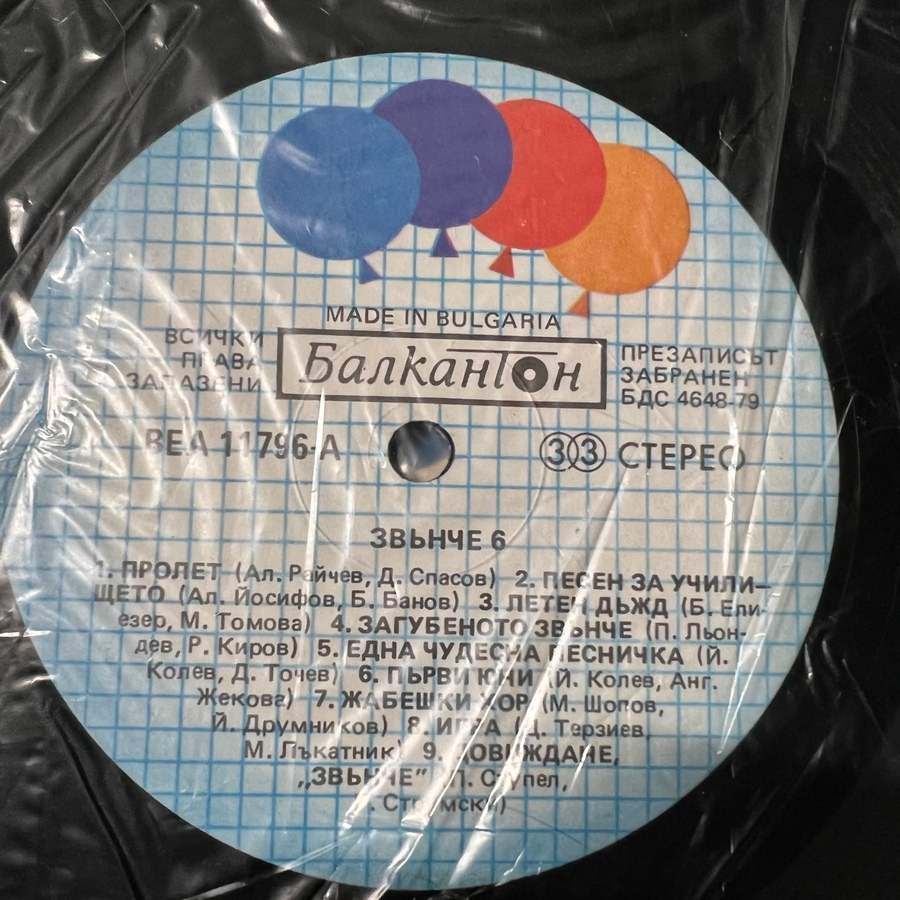 MADE IN BULGARIA
ВСИЧКИ
ПРАВА
ЗАПАЗЕНИ
Балкантон
ПРЕЗАПИСЪТ
ЗАБРАНЕН
БДС 4648-79
ВЕА 11796-А
33 СТЕРЕО
ЗВЪНЧЕ 6
1. ПРОЛЕТ (Ал. Райчев, Д. Спасов) 2. ПЕСЕН ЗА УЧИЛИ-
ЩЕТО (Ал. Йосифов, Б. Банов) 3. ЛЕТЕН ДЪЖД (Б. Ели-
езер, М. Томова) 4. ЗАГУБЕНОТО ЗВЪНЧЕ (П. Льон-
дев, Р. Киров) 5. ЕДНА ЧУДЕСНА ПЕСНИЧКА (Й.
Колев, Д. Точев) 6. ПЪРВИ ЮНИ (Й. Колев, Анг.
Жекова) 7. ЖАБЕШКИ ХОР (М. Шопов,
Й. Друмников) 8. ИГРА (Д. Терзиев,
М. Лъкатник) 9. ДОВИЖДАНЕ,
„ЗВЪНЧЕ" (П. Ступел,
Струмски)